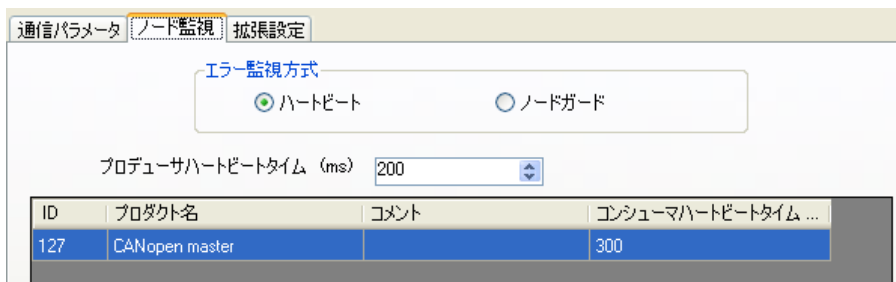 通信パラメータ ノード監視 拡張設定
エラー監視方式
ハートビート ノードガード
プロデューサハートビートタイム (ms) 200
ID プロダクト名 コメント コンシューマハートビートタイム ...
127 CANopen master 300